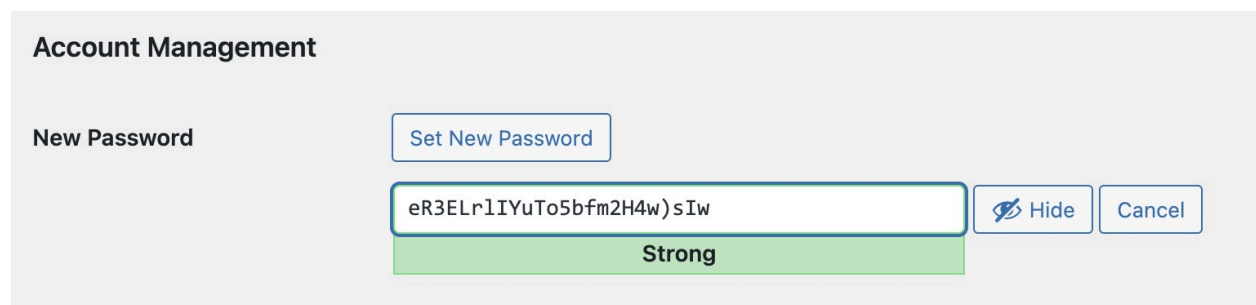 Account Management
New Password
Set New Password
eR3ELrlIYuTo5bfm2H4w)sIw
Hide
Cancel
Strong